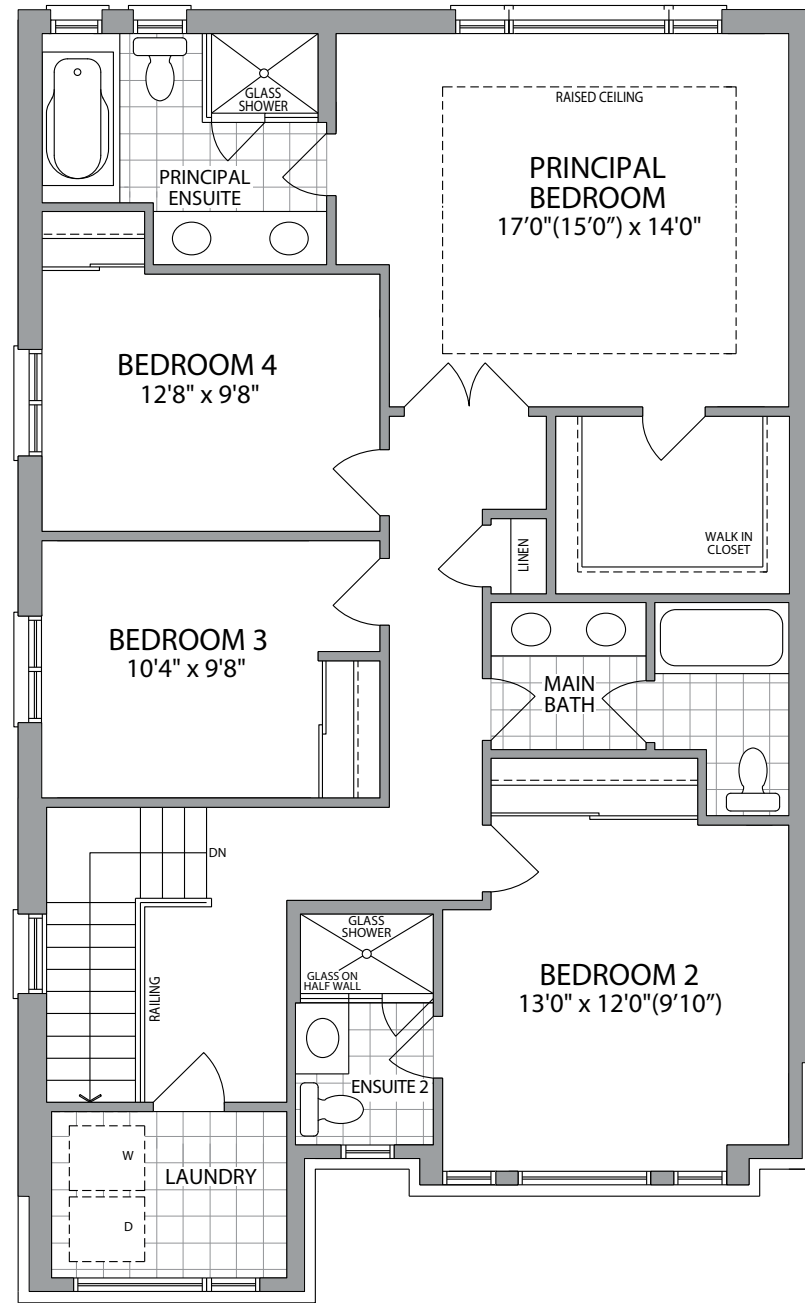 GLASS
SHOWER
RAISED CEILING
PRINCIPAL
ENSUITE
PRINCIPAL
BEDROOM
17’0"(15’0”) x 14'0"
BEDROOM 4
12'8" x 9'8"
WALK IN
CLOSET
LINEN
BEDROOM 3
10'4" x 9'8"
MAIN
BATH
DN
RAILING
GLASS
SHOWER
GLASS ON
HALF WALL
BEDROOM 2
13'0" x 12'0"(9’10”)
ENSUITE 2
W
LAUNDRY
D